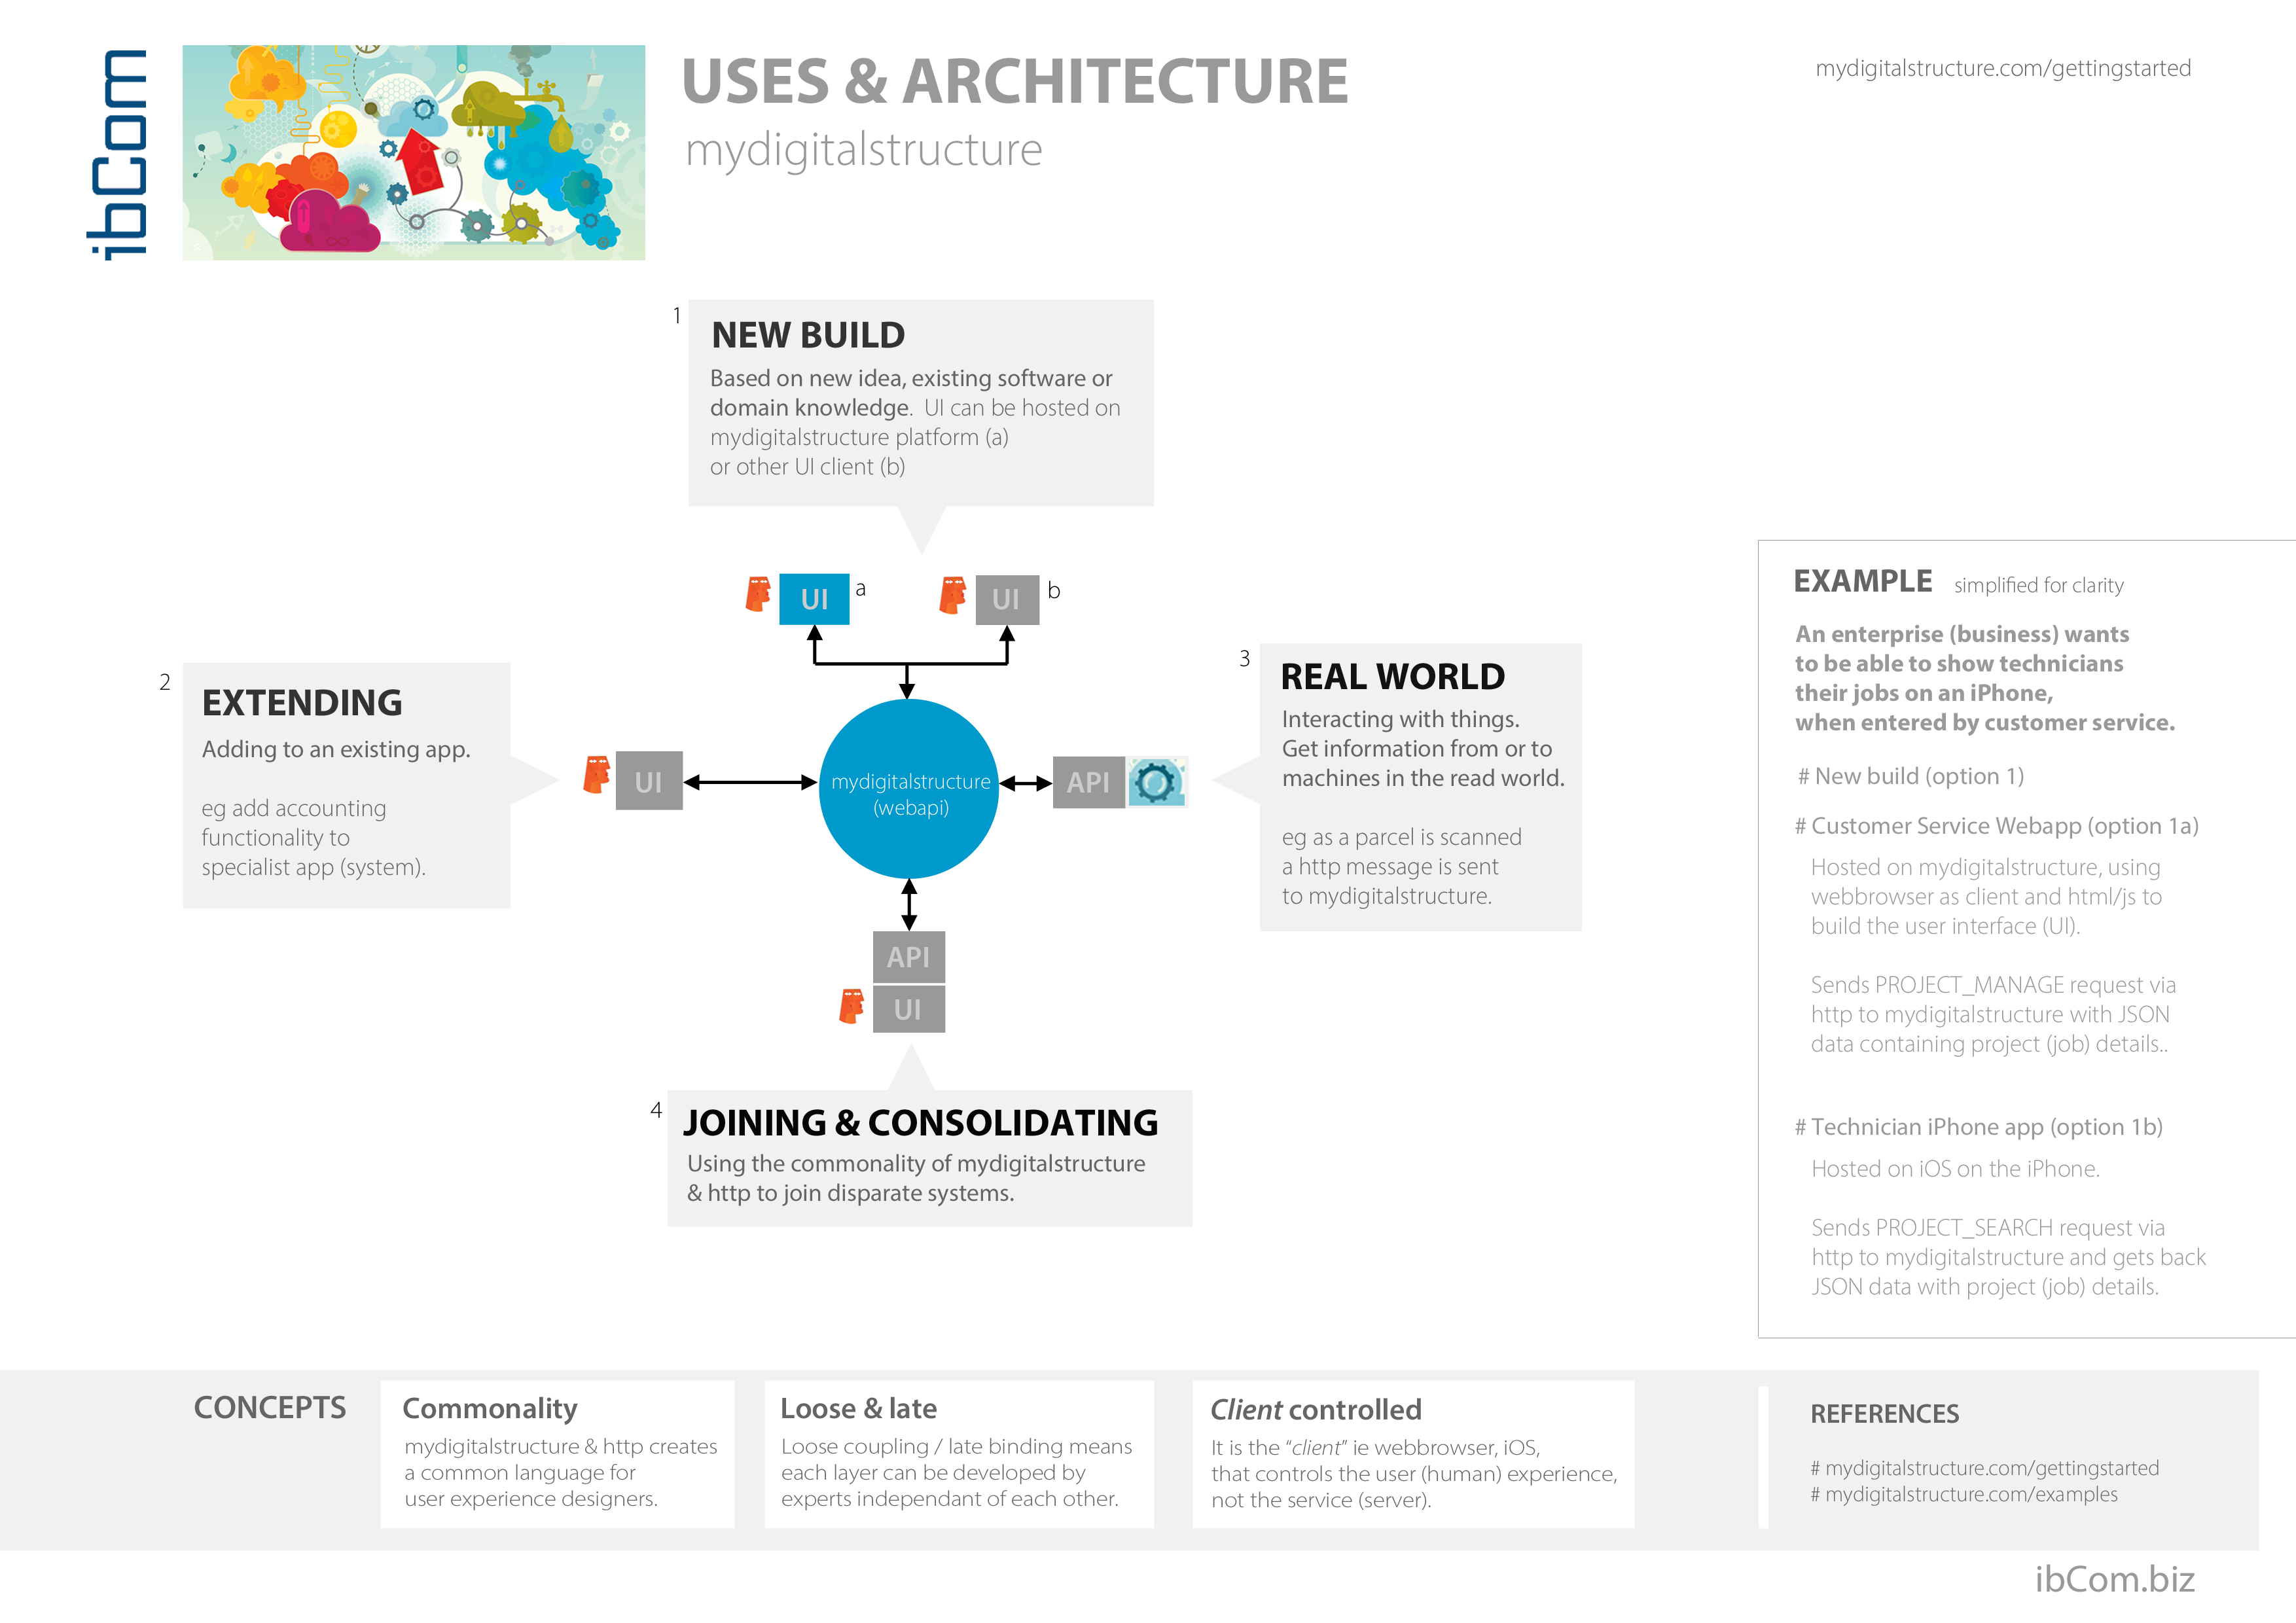 ibCom
USES & ARCHITECTURE
mydigitalstructure
mydigitalstructure.com/gettingstarted
1
NEW BUILD
Based on new idea, existing software or
domain knowledge.  UI can be hosted on
mydigitalstructure platform (a)
or other UI client (b)
UI
a
UI
b
2
EXTENDING
Adding to an existing app.
eg add accounting
functionality to
specialist app (system).
UI
mydigitalstructure
(webapi)
API
3
REAL WORLD
Interacting with things.
Get information from or to
machines in the read world.
eg as a parcel is scanned
a http message is sent
to mydigitalstructure.
API
UI
4
JOINING & CONSOLIDATING
Using the commonality of mydigitalstructure
& http to join disparate systems.
EXAMPLE simplified for clarity
An enterprise (business) wants
to be able to show technicians
their jobs on an iPhone,
when entered by customer service.
# New build (option 1)
# Customer Service Webapp (option 1a)
Hosted on mydigitalstructure, using
webbrowser as client and html/js to
build the user interface (UI).
Sends PROJECT_MANAGE request via
http to mydigitalstructure with JSON
data containing project (job) details..
# Technician iPhone app (option 1b)
Hosted on iOS on the iPhone.
Sends PROJECT_SEARCH request via
http to mydigitalstructure and gets back
JSON data with project (job) details.
CONCEPTS
Commonality
mydigitalstructure & http creates
a common language for
user experience designers.
Loose & late
Loose coupling / late binding means
each layer can be developed by
experts independant of each other.
Client controlled
It is the “client” ie webbrowser, iOS,
that controls the user (human) experience,
not the service (server).
REFERENCES
# mydigitalstructure.com/gettingstarted
# mydigitalstructure.com/examples
ibCom.biz